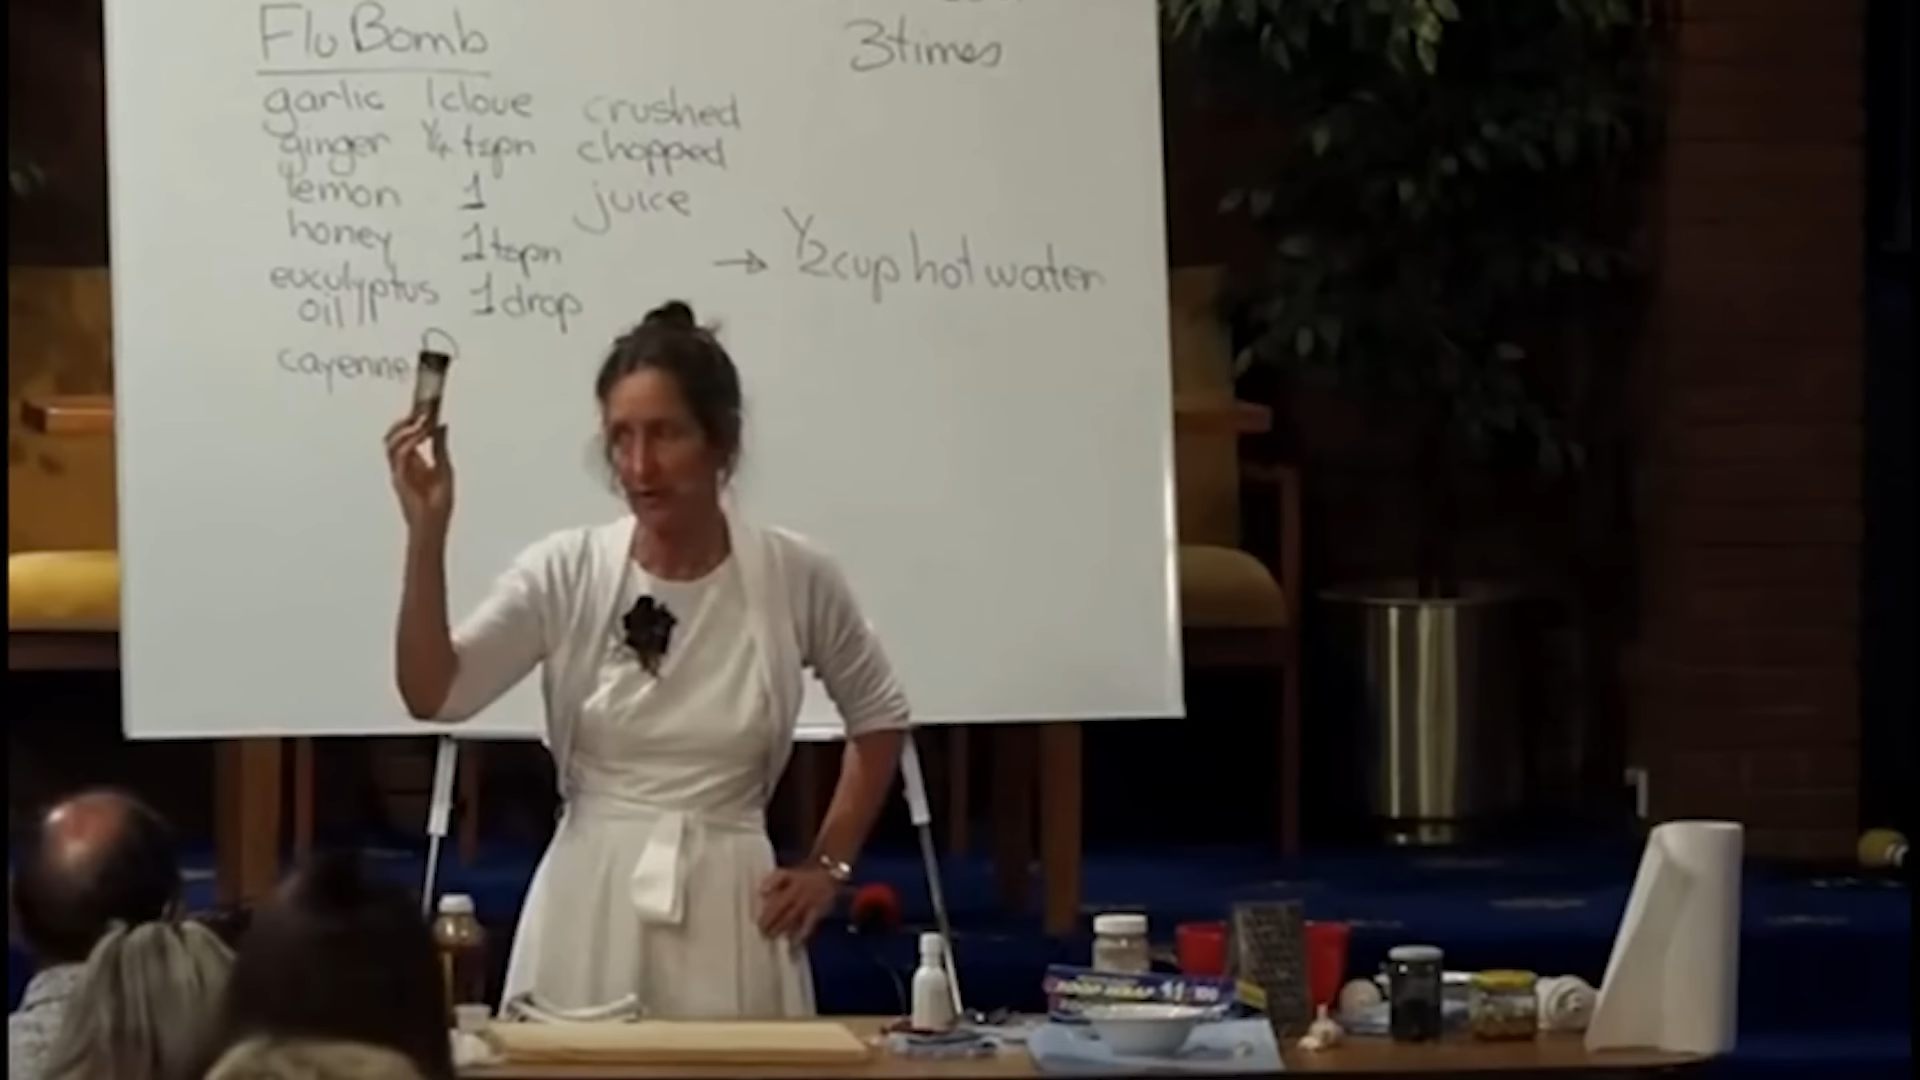 Flu Bomb
3times
garlic 1clove crushed
ginger 1/4 tspn chopped
lemon 1 juice
honey 1tspn
→ 1/2cup hot water
euculyptus
oil 1drop
cayenne